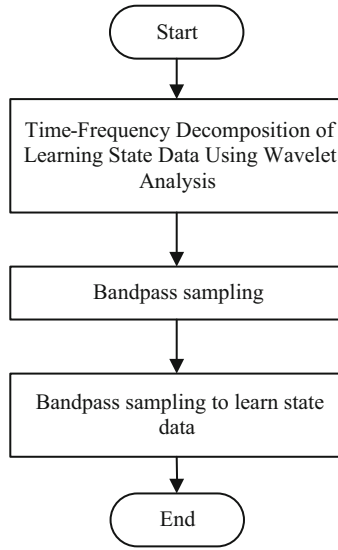 Start
Time-Frequency Decomposition of
Learning State Data Using Wavelet
Analysis
Bandpass sampling
Bandpass sampling to learn state
data
End